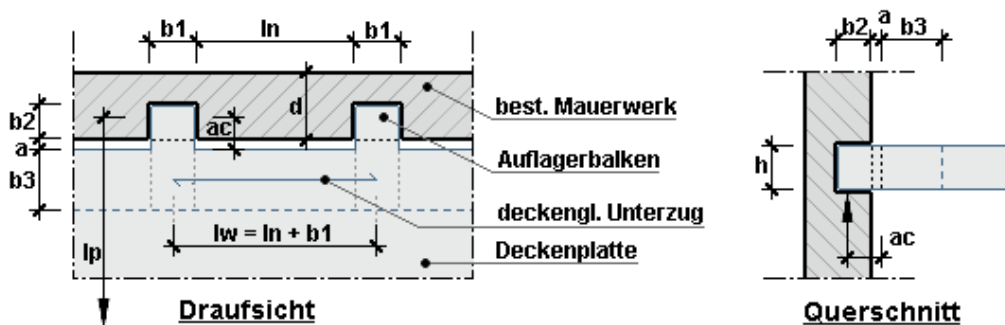 b1
ln
b1
best. Mauerwerk
b2
ac
d
Auflagerbalken
a
b3
deckengl. Unterzug
lw = ln + b1
lp
Deckenplatte
Draufsicht
a
b2
b3
h
ac
Querschnitt